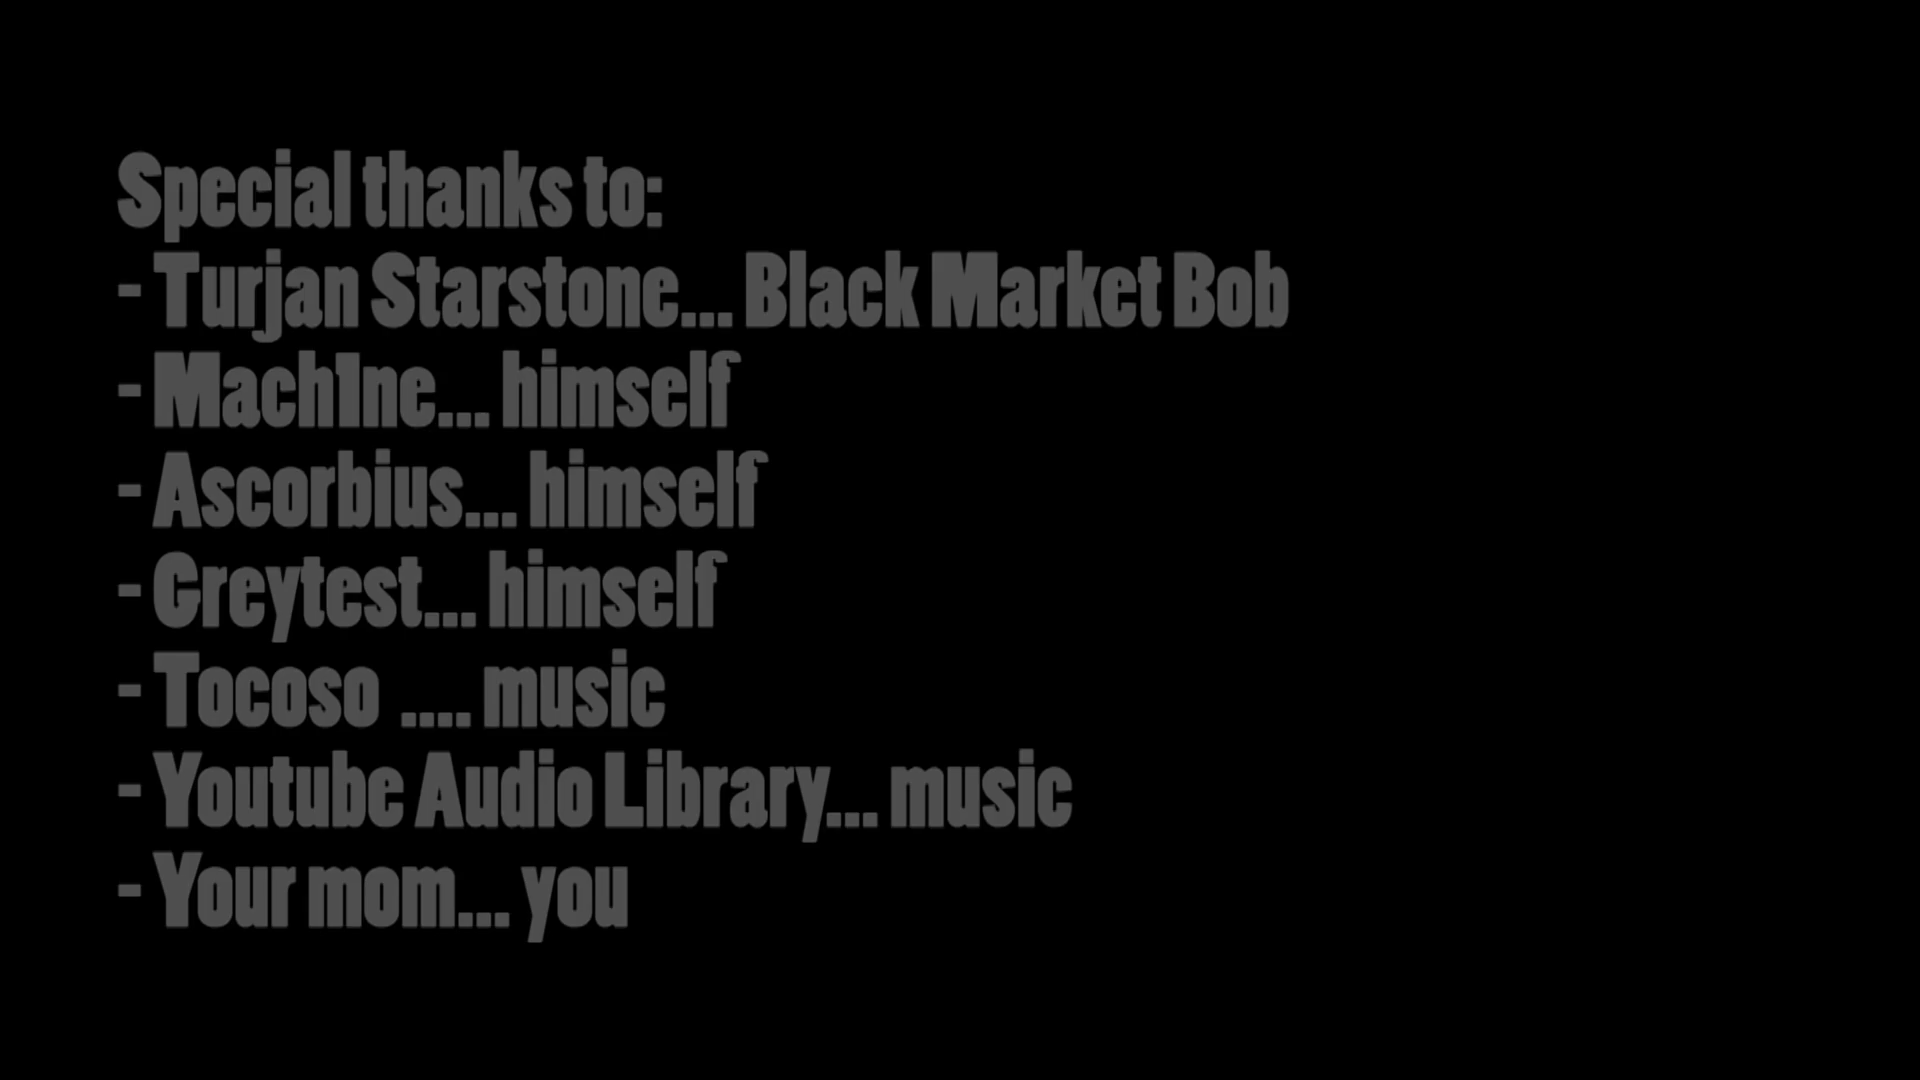 Special thanks to:
- Turjan Starstone... Black Market Bob
- Mach1ne... himself
- Ascorbius... himself
- Greytest... himself
- Tocoso .... music
- Youtube Audio Library... music
- Your mom... you